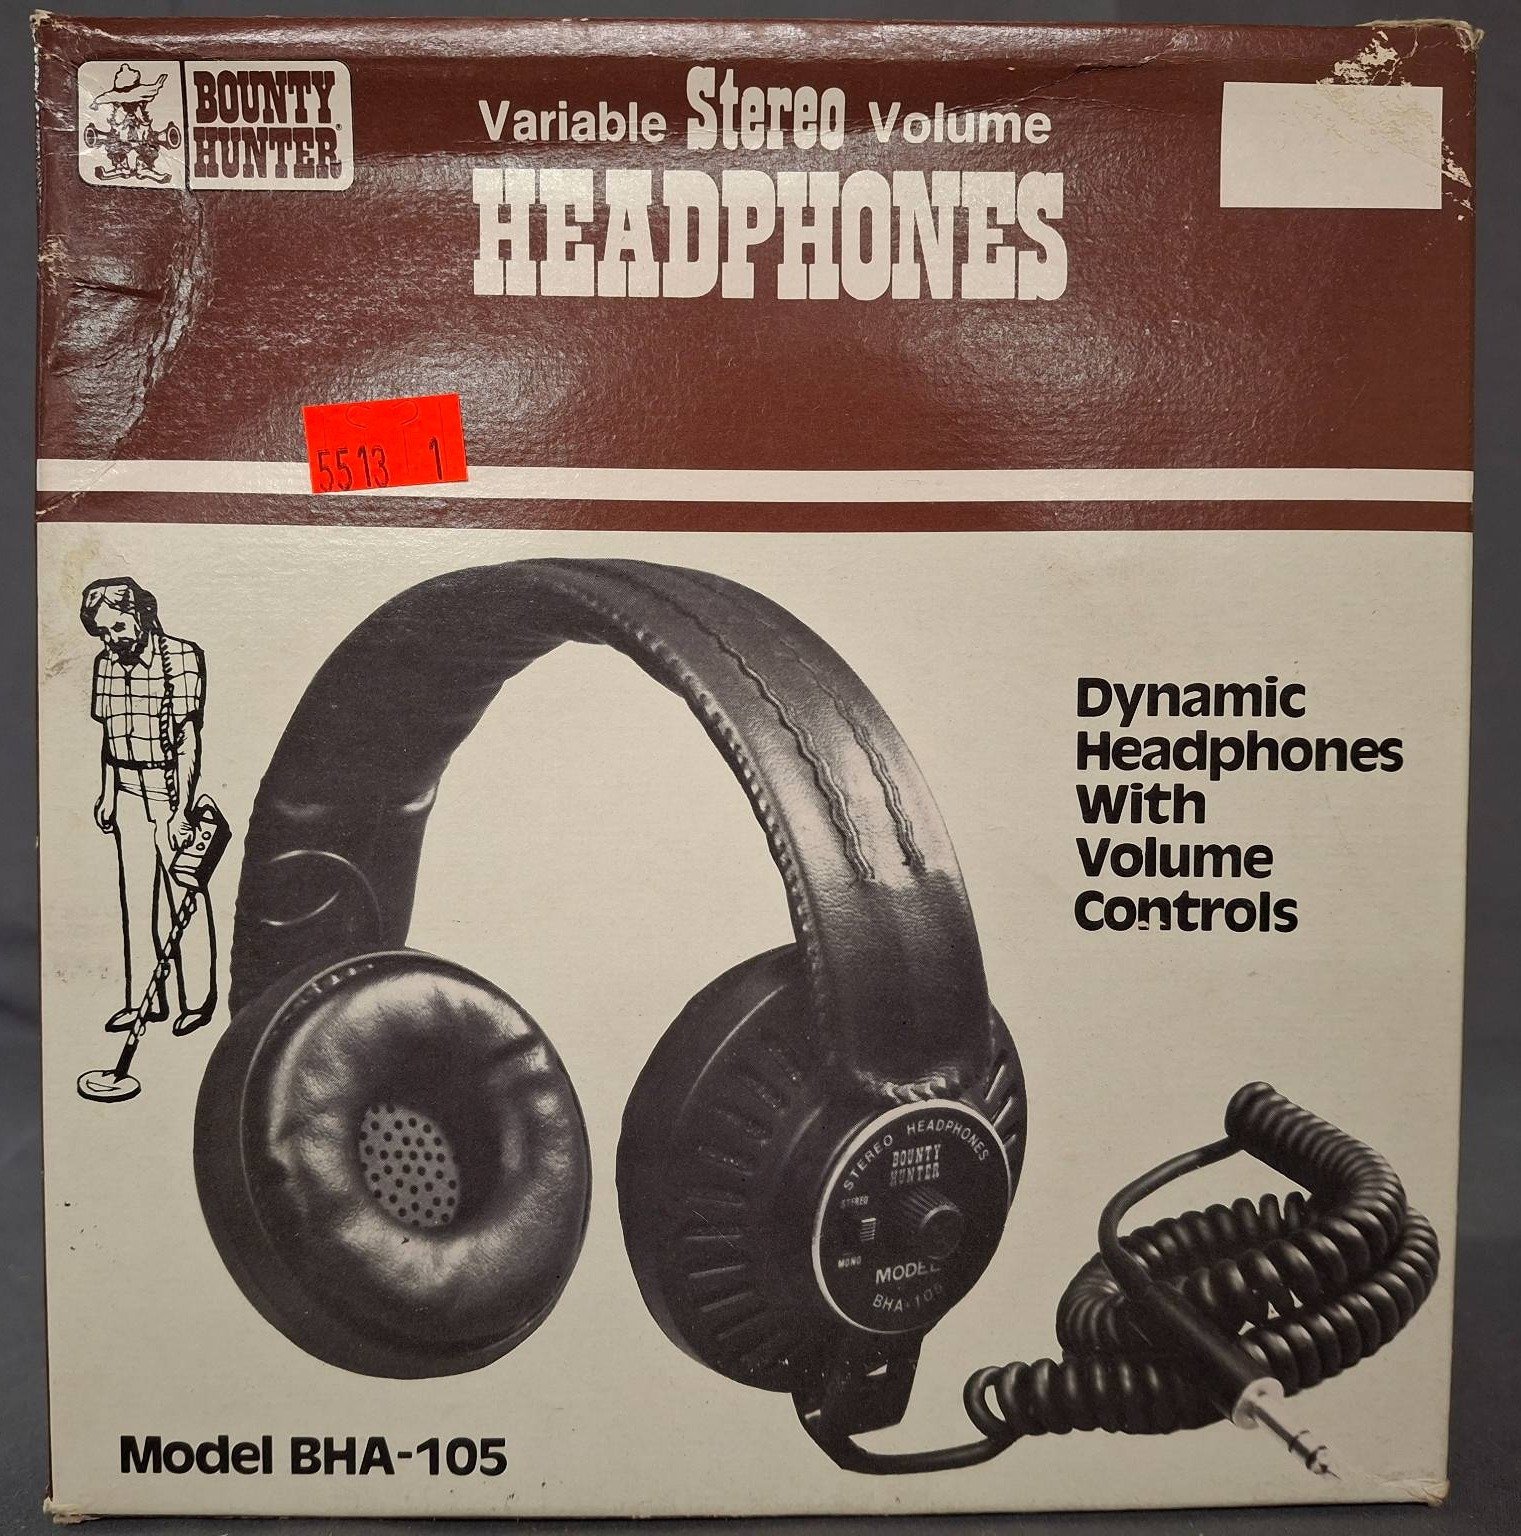 BOUNTY
HUNTER®
Variable Stereo Volume
HEADPHONES
5513 1
Dynamic
Headphones
With
Volume
Controls
STEREO HEADPHONES
BOUNTY
HUNTER
STEREO
MONO
MODEL
BHA-105
Model BHA-105